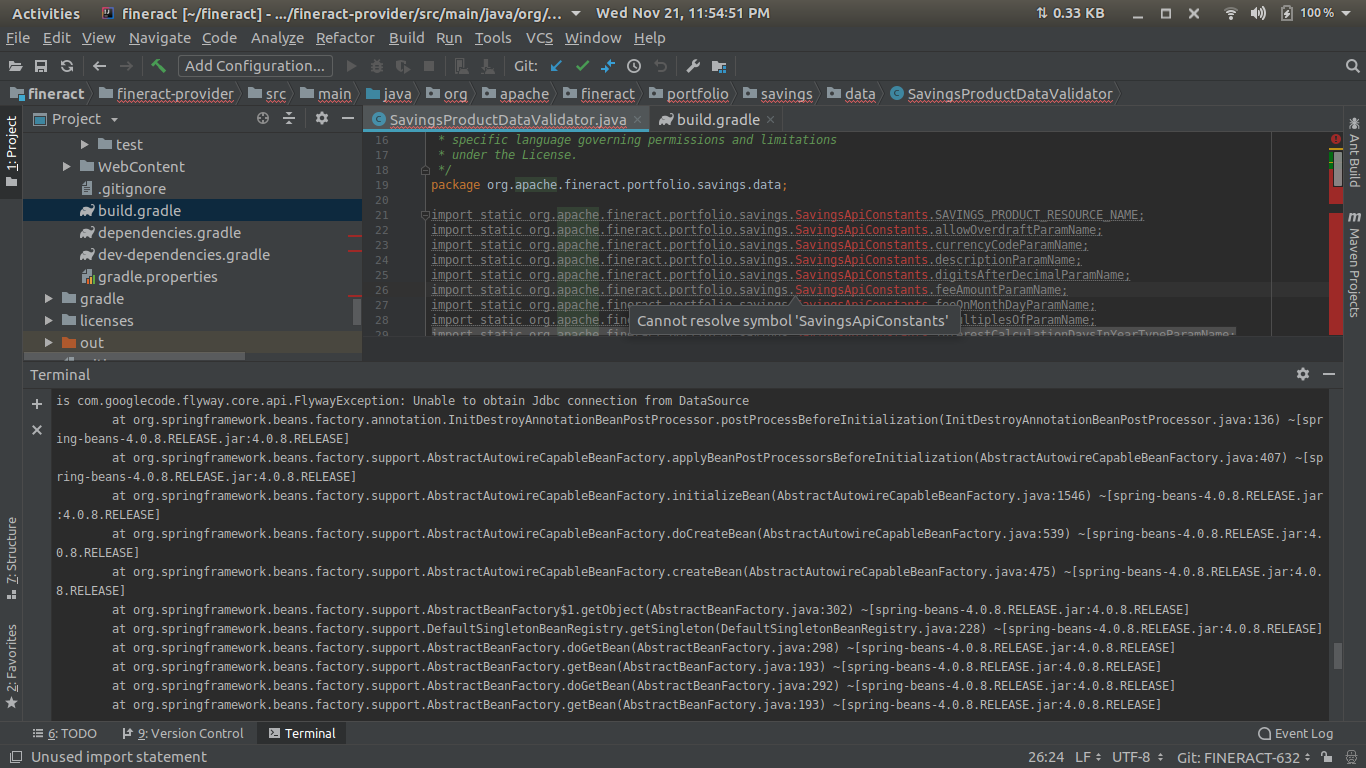 Activities
fineract [~/fineract] - .../fineract-provider/src/main/java/org/...
Wed Nov 21, 11:54:51 PM
0.33 KB
100 %
File Edit View Navigate Code Analyze Refactor Build Run Tools VCS Window Help
Add Configuration...
Git:
fineract fineract-provider src main java org apache fineract portfolio savings data SavingsProductDataValidator
1: Project
Project
test
WebContent
.gitignore
build.gradle
dependencies.gradle
dev-dependencies.gradle
gradle.properties
gradle
licenses
out
SavingsProductDataValidator.java
build.gradle
16 * specific language governing permissions and limitations
17 * under the License.
18 */
19 package org.apache.fineract.portfolio.savings.data;
20
21 import static org.apache.fineract.portfolio.savings.SavingsApiConstants.SAVINGS_PRODUCT_RESOURCE_NAME;
22 import static org.apache.fineract.portfolio.savings.SavingsApiConstants.allowOverdraftParamName;
23 import static org.apache.fineract.portfolio.savings.SavingsApiConstants.currencyCodeParamName;
24 import static org.apache.fineract.portfolio.savings.SavingsApiConstants.descriptionParamName;
25 import static org.apache.fineract.portfolio.savings.SavingsApiConstants.digitsAfterDecimalParamName;
26 import static org.apache.fineract.portfolio.savings.SavingsApiConstants.feeAmountParamName;
27 import static org.apache.fineract.portfolio.savings.SavingsApiConstants.feeOnMonthDayParamName;
28 import static org.apache.fin
ltiplesOfParamName;
29 import static org.apache.fin
erestCalculationDaysInYearTypeParamName;
Cannot resolve symbol 'SavingsApiConstants'
Ant Build
Maven Projects
Terminal
is com.googlecode.flyway.core.api.FlywayException: Unable to obtain Jdbc connection from DataSource
at org.springframework.beans.factory.annotation.InitDestroyAnnotationBeanPostProcessor.postProcessBeforeInitialization(InitDestroyAnnotationBeanPostProcessor.java:136) ~[spr
ing-beans-4.0.8.RELEASE.jar:4.0.8.RELEASE]
at org.springframework.beans.factory.support.AbstractAutowireCapableBeanFactory.applyBeanPostProcessorsBeforeInitialization(AbstractAutowireCapableBeanFactory.java:407) ~[sp
ring-beans-4.0.8.RELEASE.jar:4.0.8.RELEASE]
at org.springframework.beans.factory.support.AbstractAutowireCapableBeanFactory.initializeBean(AbstractAutowireCapableBeanFactory.java:1546) ~[spring-beans-4.0.8.RELEASE.jar
:4.0.8.RELEASE]
at org.springframework.beans.factory.support.AbstractAutowireCapableBeanFactory.doCreateBean(AbstractAutowireCapableBeanFactory.java:539) ~[spring-beans-4.0.8.RELEASE.jar:4.
0.8.RELEASE]
at org.springframework.beans.factory.support.AbstractAutowireCapableBeanFactory.createBean(AbstractAutowireCapableBeanFactory.java:475) ~[spring-beans-4.0.8.RELEASE.jar:4.0.
8.RELEASE]
at org.springframework.beans.factory.support.AbstractBeanFactory$1.getObject(AbstractBeanFactory.java:302) ~[spring-beans-4.0.8.RELEASE.jar:4.0.8.RELEASE]
at org.springframework.beans.factory.support.DefaultSingletonBeanRegistry.getSingleton(DefaultSingletonBeanRegistry.java:228) ~[spring-beans-4.0.8.RELEASE.jar:4.0.8.RELEASE]
at org.springframework.beans.factory.support.AbstractBeanFactory.doGetBean(AbstractBeanFactory.java:298) ~[spring-beans-4.0.8.RELEASE.jar:4.0.8.RELEASE]
at org.springframework.beans.factory.support.AbstractBeanFactory.getBean(AbstractBeanFactory.java:193) ~[spring-beans-4.0.8.RELEASE.jar:4.0.8.RELEASE]
at org.springframework.beans.factory.support.AbstractBeanFactory.doGetBean(AbstractBeanFactory.java:292) ~[spring-beans-4.0.8.RELEASE.jar:4.0.8.RELEASE]
at org.springframework.beans.factory.support.AbstractBeanFactory.getBean(AbstractBeanFactory.java:193) ~[spring-beans-4.0.8.RELEASE.jar:4.0.8.RELEASE]
7: Structure
2: Favorites
6: TODO
9: Version Control
Terminal
Event Log
Unused import statement
26:24 LF UTF-8 Git: FINERACT-632